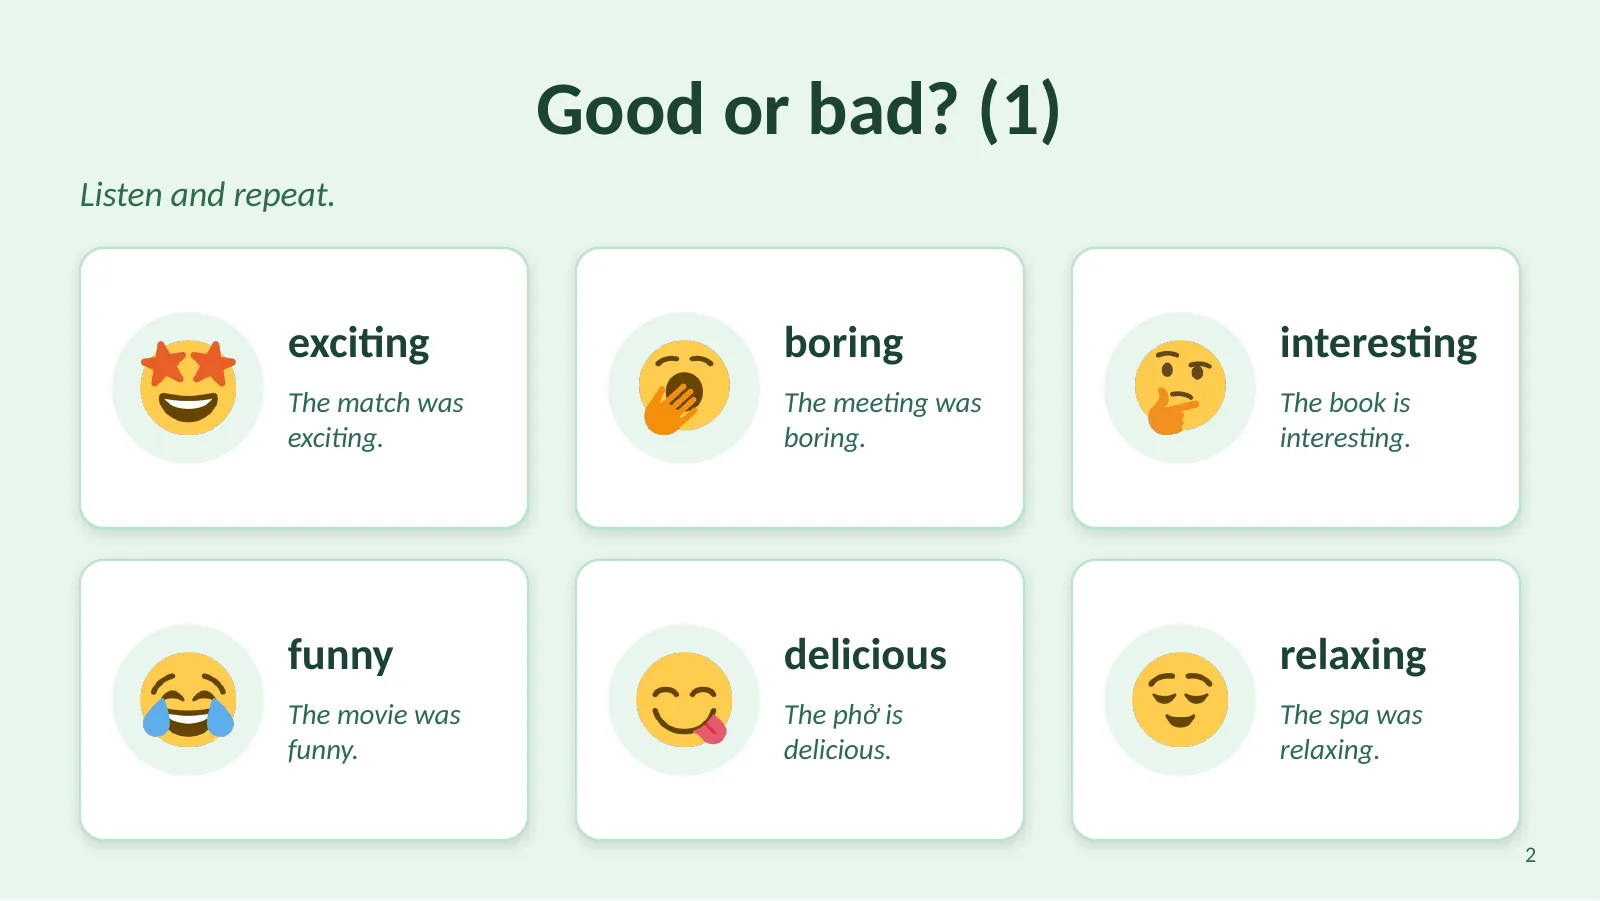 Good or bad? (1)
Listen and repeat.
exciting
The match was
exciting.
boring
The meeting was
boring.
interesting
The book is
interesting.
funny
The movie was
funny.
delicious
The phở is
delicious.
relaxing
The spa was
relaxing.
2